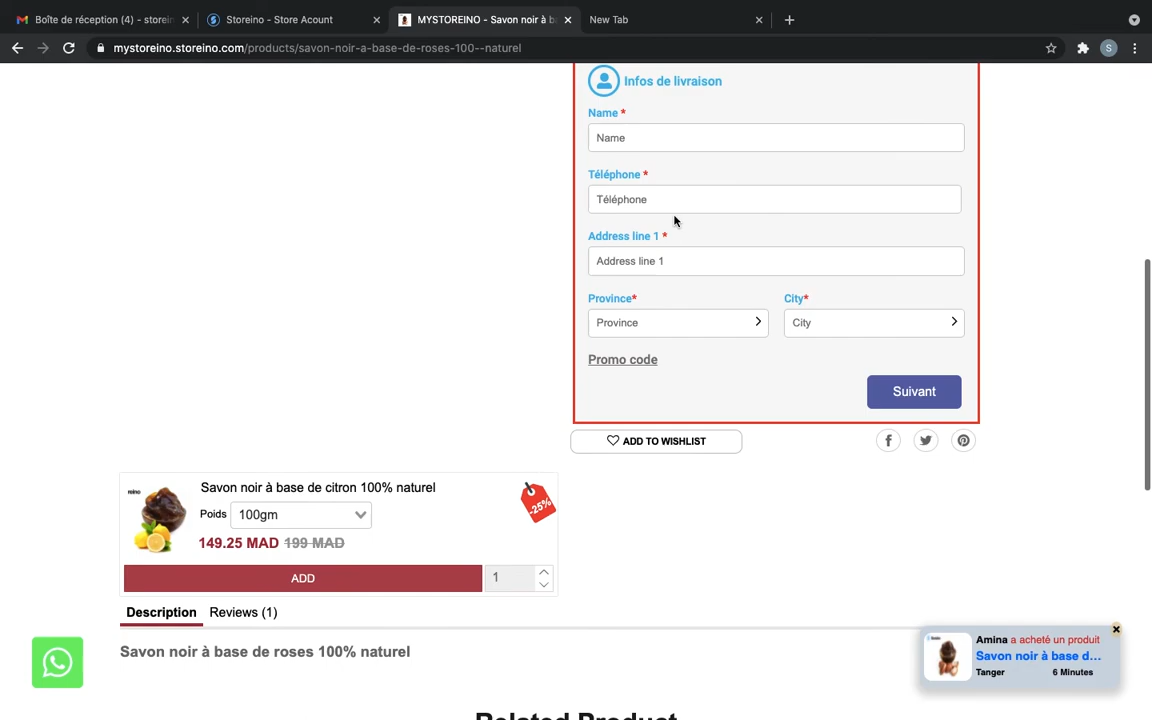 Boîte de réception (4) - storein
Storeino - Store Acount
MYSTOREINO - Savon noir à b
New Tab
mystoreino.storeino.com/products/savon-noir-a-base-de-roses-100--naturel
S
Infos de livraison
Name *
Name
Téléphone *
Téléphone
Address line 1 *
Address line 1
Province*
City*
Province
City
Promo code
Suivant
ADD TO WISHLIST
Savon noir à base de citron 100% naturel
Poids
100gm
-25%
149.25 MAD 199 MAD
ADD
1
Description
Reviews (1)
Amina a acheté un produit
Savon noir à base d...
Tanger
6 Minutes
Savon noir à base de roses 100% naturel
Related Product